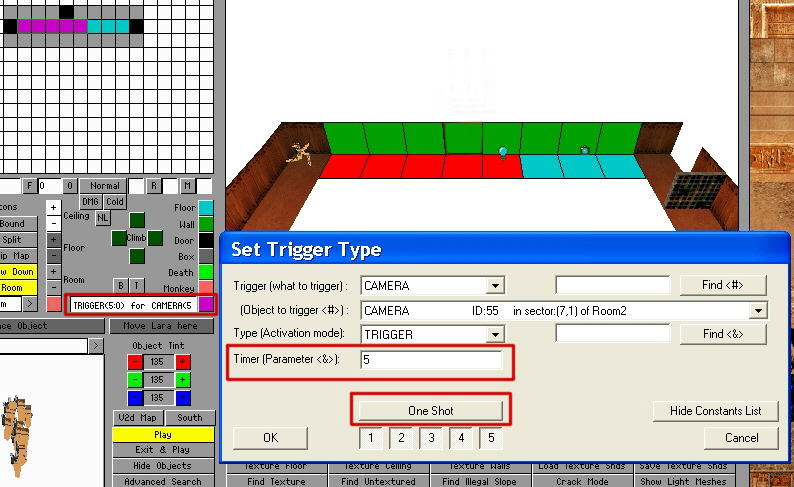 F 0 0 Normal R M
cons
DMG Cold
+
Floor
Bound
Ceiling NL
-
Wall
Split
+
Climb
Door
ip Map
Floor
-
Box
w Down
+
Death
Room
Room
-
B T
Monkey
m >
TRIGGER(5:0) for CAMERA(5
nce Object
Move Lara here
>
Object Tint
- 135 +
- 135 +
- 135 +
V2d Map South
Play
Exit & Play
Hide Objects
Advanced Search
Set Trigger Type
Trigger (what to trigger) : CAMERA Find <#>
(Object to trigger <#>) : CAMERA ID:55 in sector:(7,1) of Room2
Type (Activation mode): TRIGGER Find <&>
Timer (Parameter <&>): 5
One Shot Hide Constants List
OK 1 2 3 4 5 Cancel
Texture Floor Texture Ceiling Texture Walls Load Texture Snds Save Texture Snds
Find Texture Find Untextured Find Illegal Slope Crack Mode Show Light Meshes